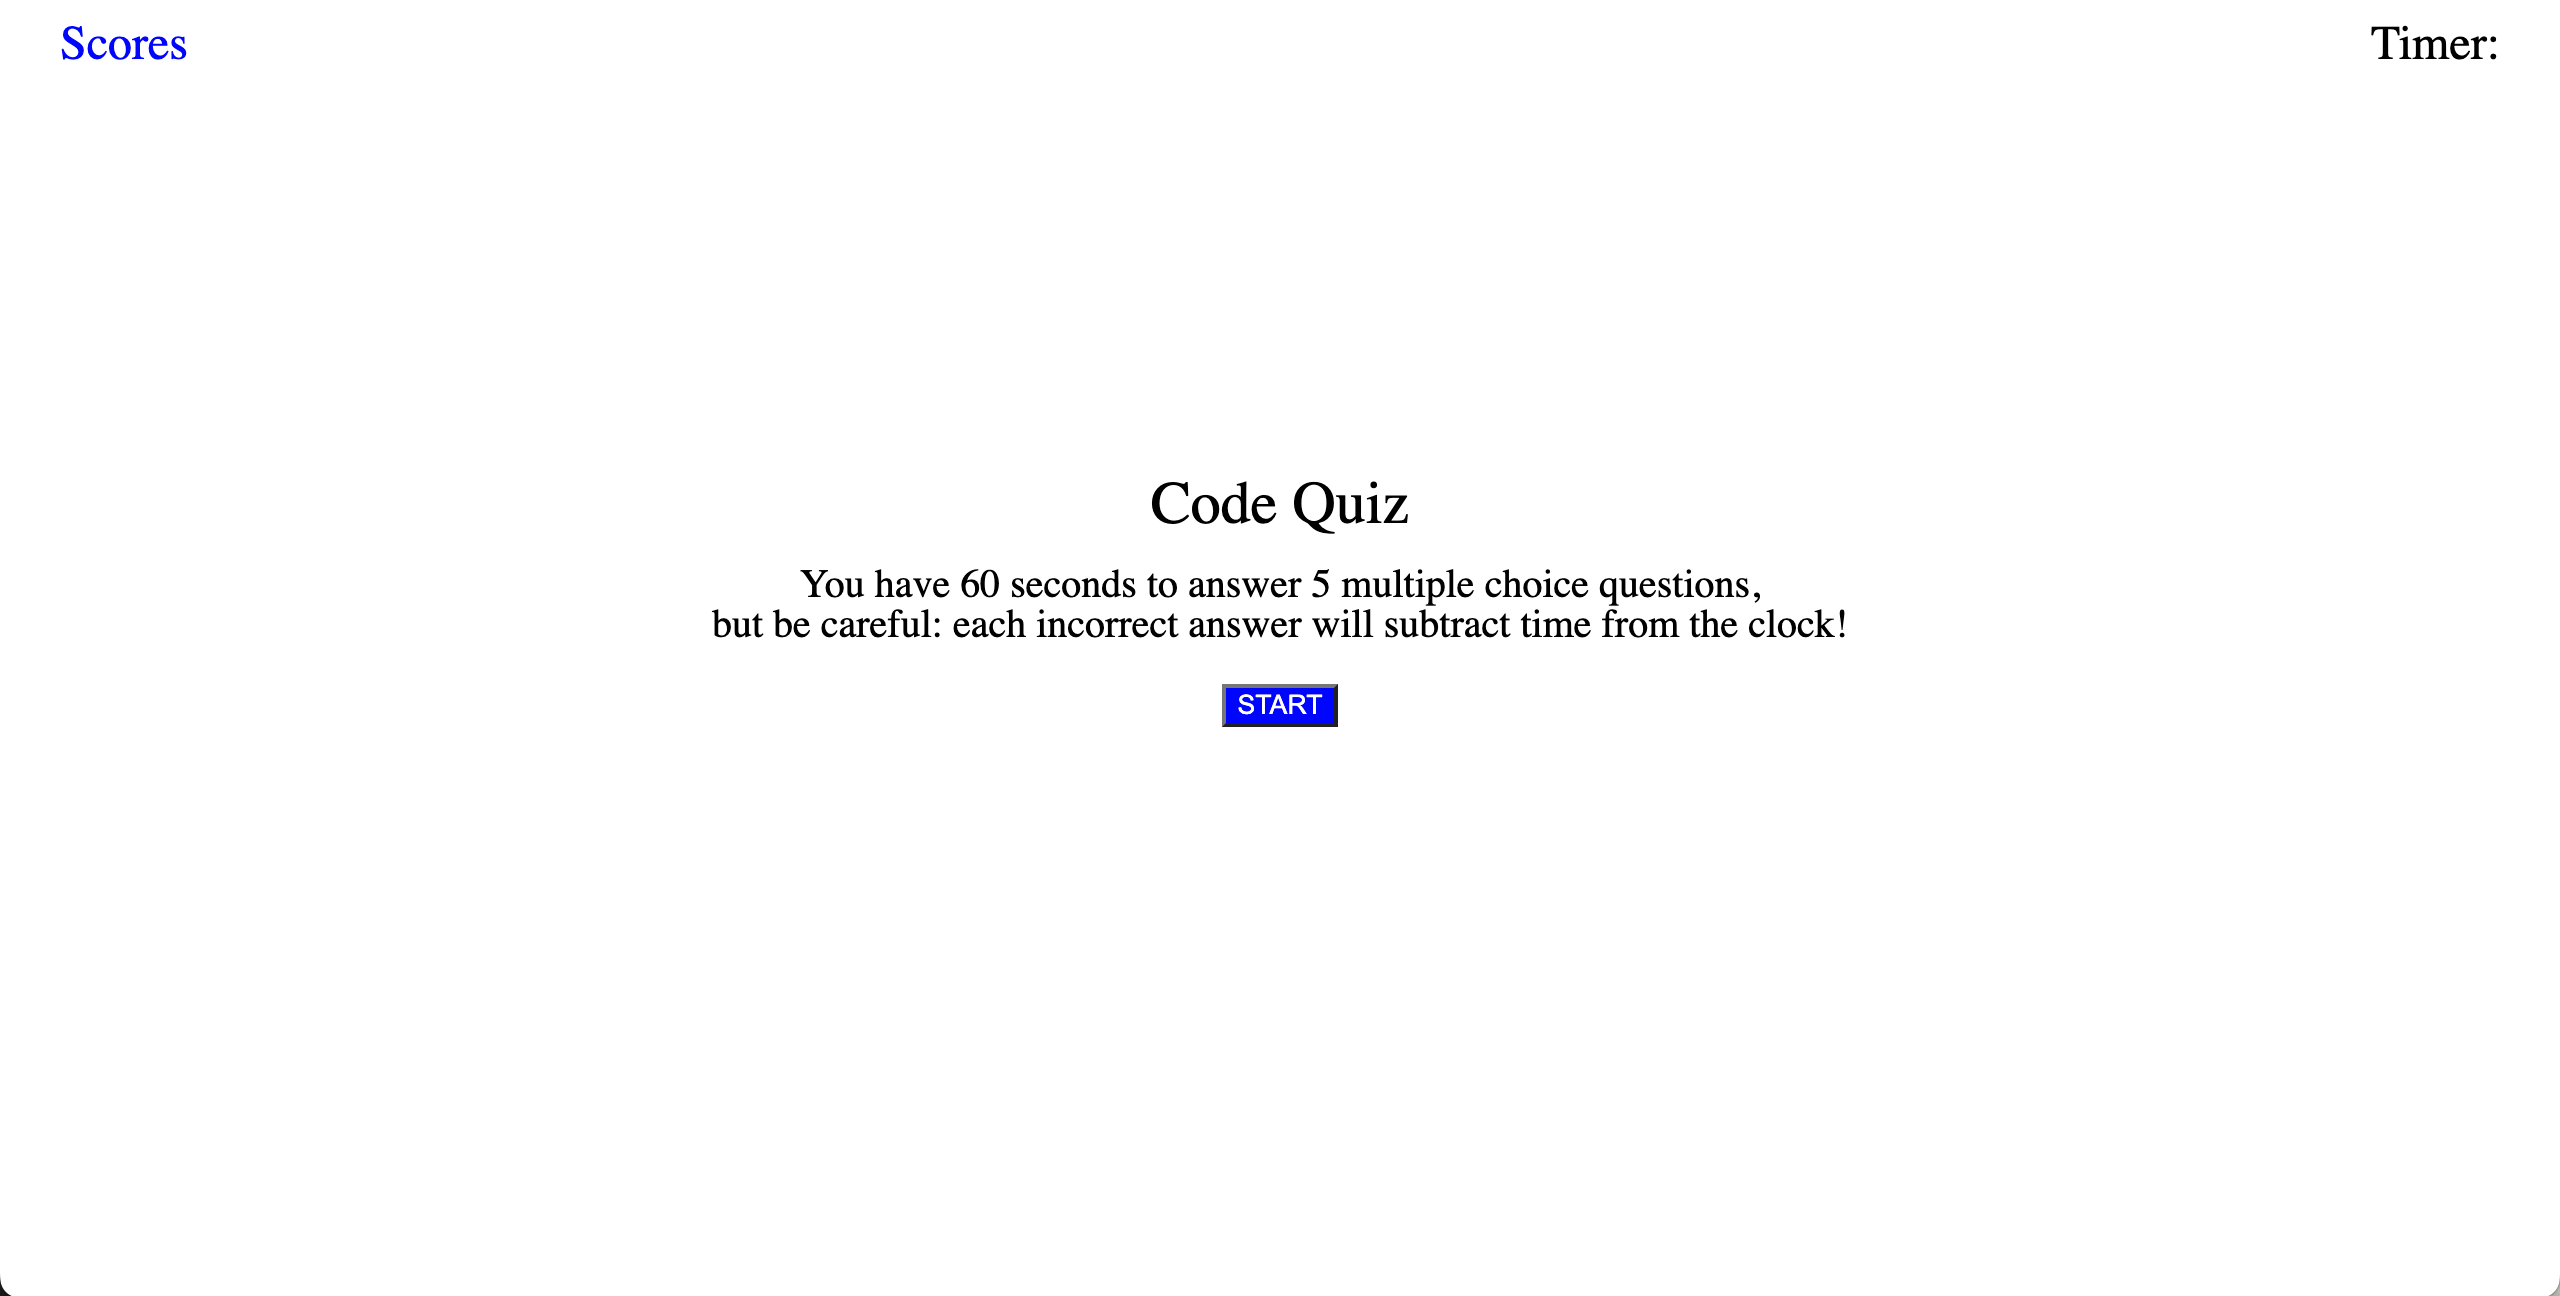 Scores
Timer:
Code Quiz
You have 60 seconds to answer 5 multiple choice questions,
but be careful: each incorrect answer will subtract time from the clock!
START